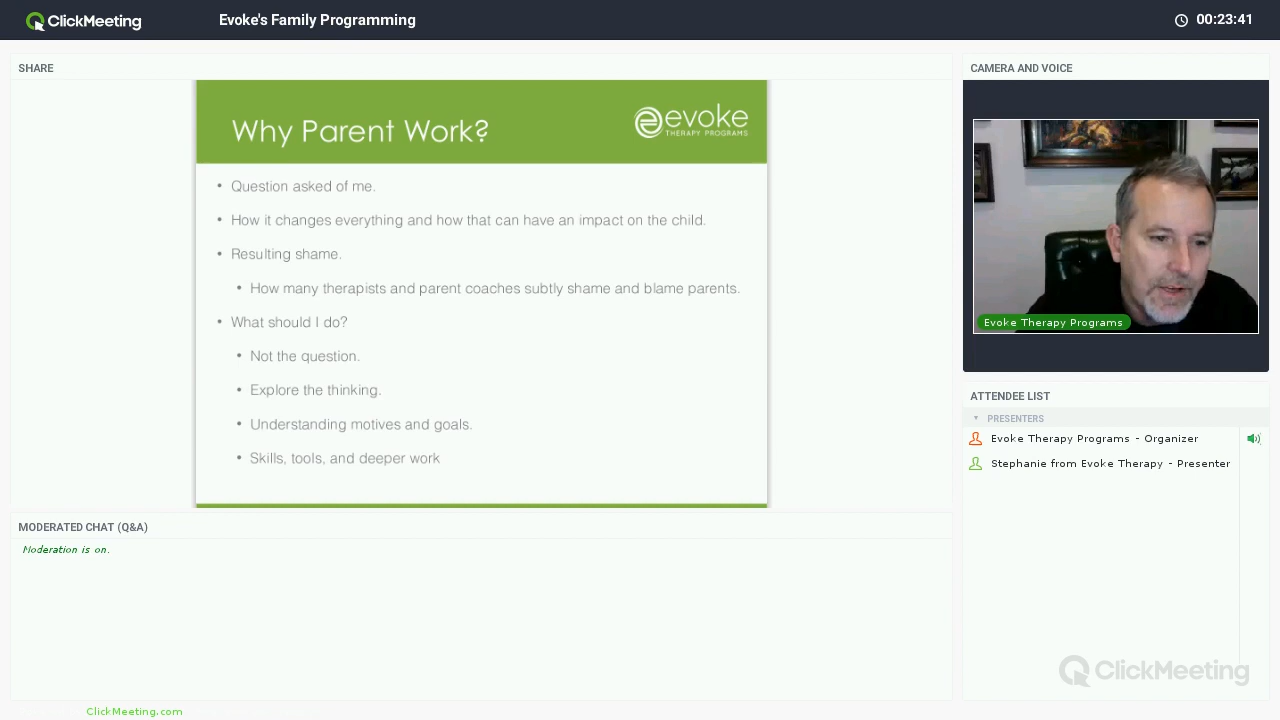 ClickMeeting
Evoke's Family Programming
00:23:41
SHARE
Why Parent Work?
evoke
THERAPY PROGRAMS
• Question asked of me.
• How it changes everything and how that can have an impact on the child.
• Resulting shame.
• How many therapists and parent coaches subtly shame and blame parents.
• What should I do?
• Not the question.
• Explore the thinking.
• Understanding motives and goals.
• Skills, tools, and deeper work
CAMERA AND VOICE
Evoke Therapy Programs
ATTENDEE LIST
PRESENTERS
Evoke Therapy Programs - Organizer
Stephanie from Evoke Therapy - Presenter
MODERATED CHAT (Q&A)
Moderation is on.
ClickMeeting
ClickMeeting.com